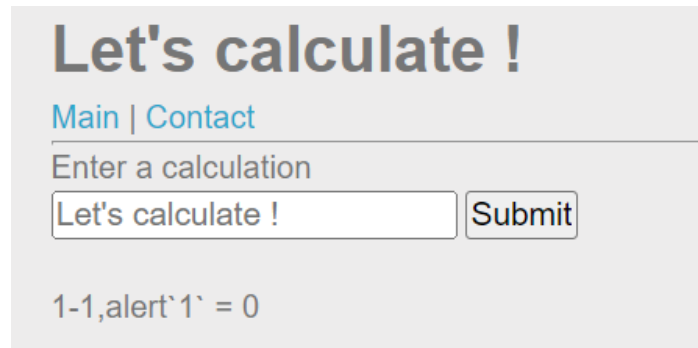 Let's calculate !
Main | Contact
Enter a calculation
Let's calculate ! Submit
1-1,alert`1` = 0